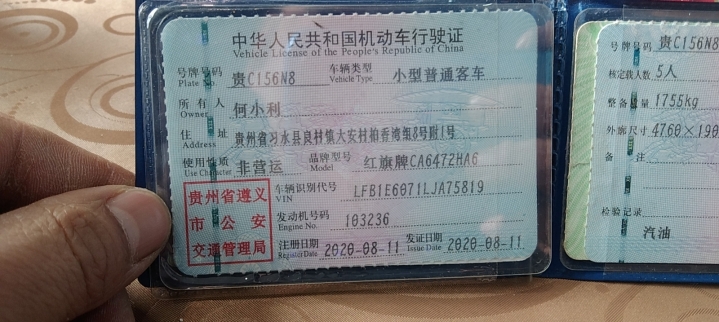 中华人民共和国机动车行驶证
Vehicle License of the People's Republic of China
号牌号码 贵C156N8 车辆类型 小型普通客车
Plate No. Vehicle Type
所有人 何小利
Owner
住址 贵州省习水县良村镇大安村柏香湾组8号附1号
Address
使用性质 非营运 品牌型号 红旗牌CA6472HA6
Use Character Model
贵州省遵义
市公安
交通管理局
车辆识别代号 LFB1E6071LJA75819
VIN
发动机号码 103236
Engine No.
注册日期 2020-08-11 发证日期 2020-08-11
Register Date Issue Date
号牌号码 贵C156N8
核定载人数 5人
整备质量 1755kg
外廓尺寸 4760×190
备注
检验记录
汽油